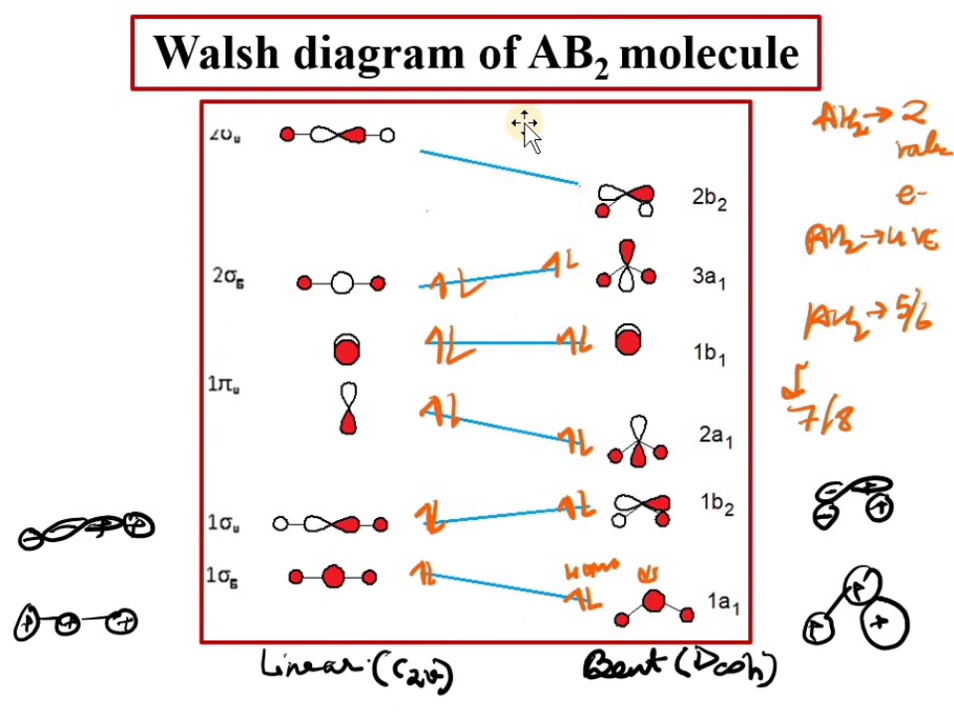 Walsh diagram of AB₂ molecule
2σᵤ
2b₂
2σg
3a₁
1b₁
1πᵤ
2a₁
1σᵤ
1b₂
1σg
1a₁
Linear (C₂ᵥ)
Bent (D∞h)
AH₂ → 2
e-
AH₂ → 4 ve
AH₂ → 5/6
↓
7/8
homo